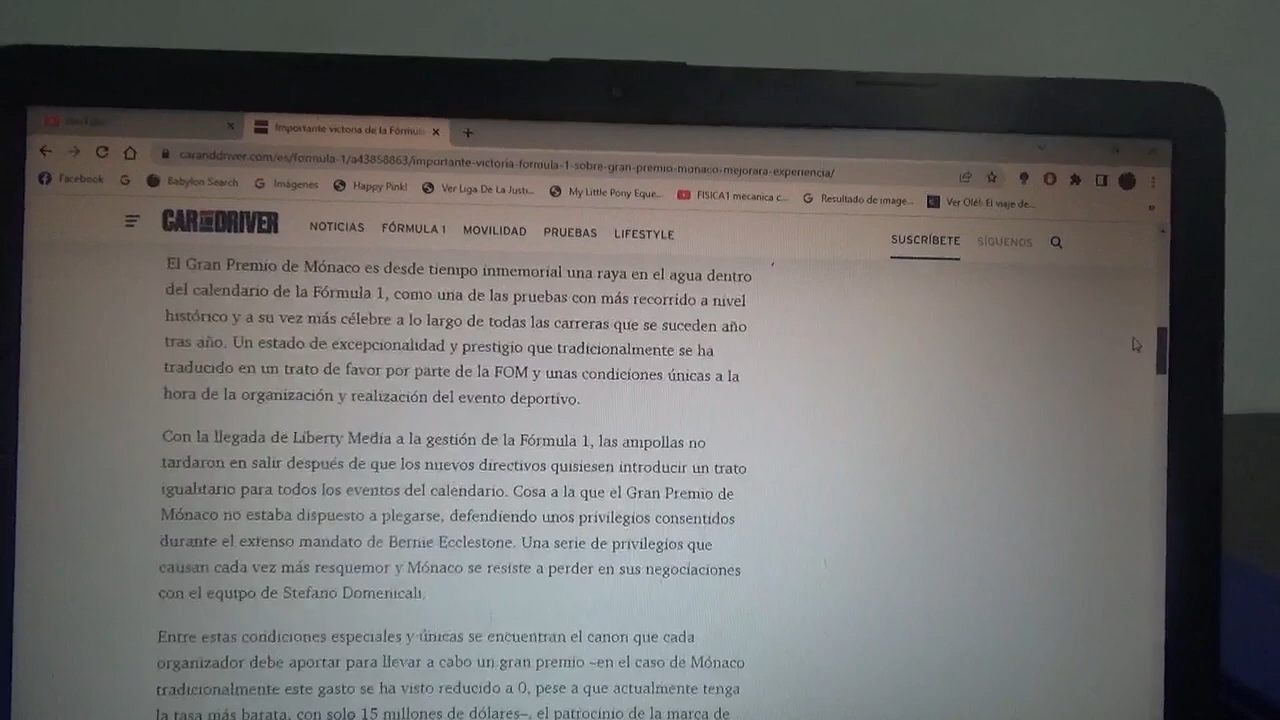 YouTube
Importante victoria de la Fórmula
caranddriver.com/es/formula-1/a43858863/importante-victoria-formula-1-sobre-gran-premio-monaco-mejorara-experiencia/
Facebook
Babylon Search
Imágenes
Happy Pink!
Ver Liga De La Justi...
My Little Pony Eque...
FISICA1 mecanica c...
Resultado de image...
Ver Olé!: El viaje de...
CAR AND DRIVER
NOTICIAS FÓRMULA 1 MOVILIDAD PRUEBAS LIFESTYLE
SUSCRÍBETE SÍGUENOS
El Gran Premio de Mónaco es desde tiempo inmemorial una raya en el agua dentro
del calendario de la Fórmula 1, como una de las pruebas con más recorrido a nivel
histórico y a su vez más célebre a lo largo de todas las carreras que se suceden año
tras año. Un estado de excepcionalidad y prestigio que tradicionalmente se ha
traducido en un trato de favor por parte de la FOM y unas condiciones únicas a la
hora de la organización y realización del evento deportivo.
Con la llegada de Liberty Media a la gestión de la Fórmula 1, las ampollas no
tardaron en salir después de que los nuevos directivos quisiesen introducir un trato
igualitario para todos los eventos del calendario. Cosa a la que el Gran Premio de
Mónaco no estaba dispuesto a plegarse, defendiendo unos privilegios consentidos
durante el extenso mandato de Bernie Ecclestone. Una serie de privilegios que
causan cada vez más resquemor y Mónaco se resiste a perder en sus negociaciones
con el equipo de Stefano Domenicali.
Entre estas condiciones especiales y únicas se encuentran el canon que cada
organizador debe aportar para llevar a cabo un gran premio –en el caso de Mónaco
tradicionalmente este gasto se ha visto reducido a 0, pese a que actualmente tenga
la tasa más barata, con solo 15 millones de dólares–, el patrocinio de la marca de